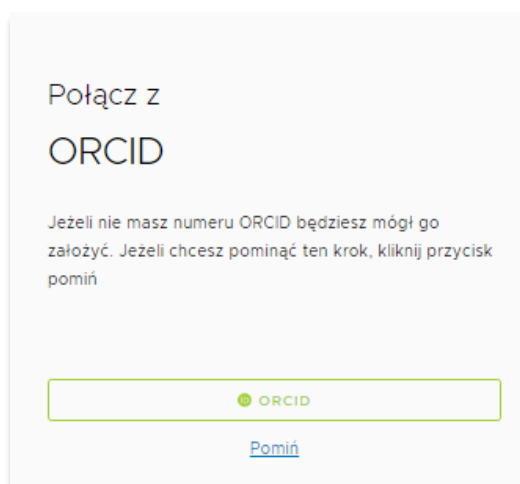 Połącz z
ORCID
Jeżeli nie masz numeru ORCID będziesz mógł go
założyć. Jeżeli chcesz pominąć ten krok, kliknij przycisk
pomiń
iD ORCID
Pomiń